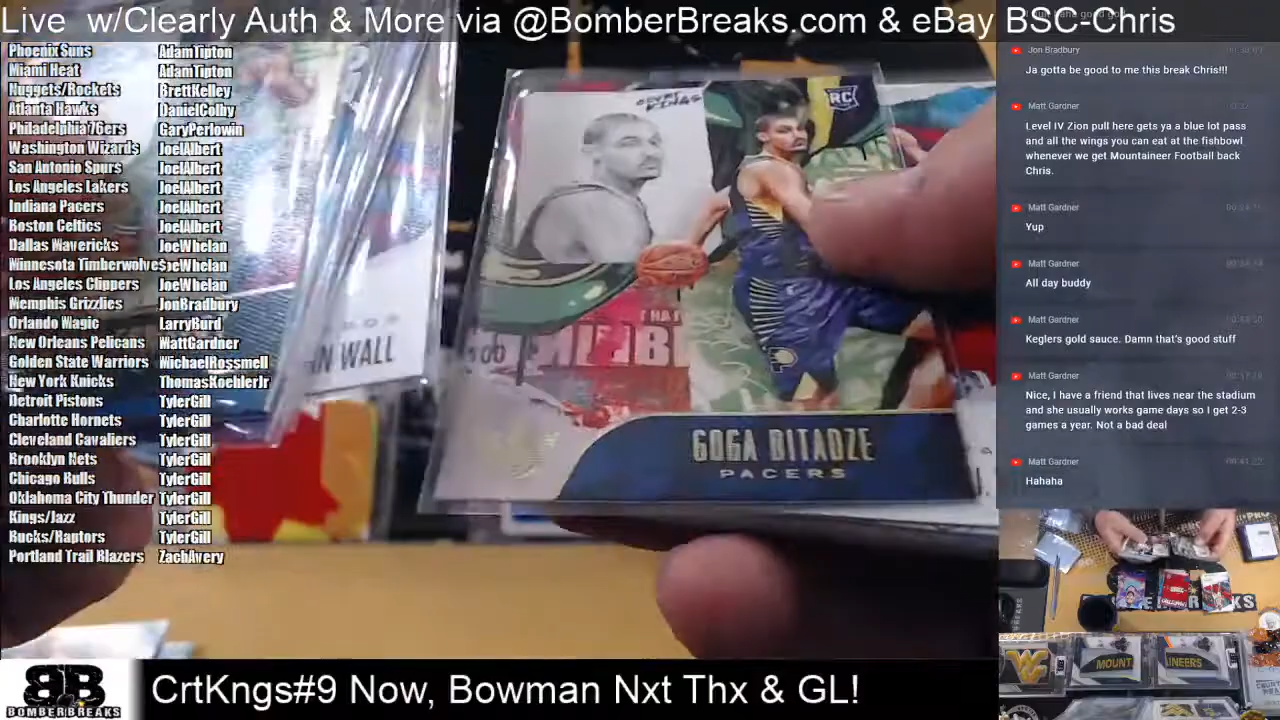 Live w/Clearly Auth & More via @BomberBreaks.com & eBay BSC-Chris
Phoenix Suns AdamTipton
Miami Heat AdamTipton
Nuggets/Rockets BrettKelley
Atlanta Hawks DanielColby
Philadelphia76ers GaryPerlowin
Washington Wizards JoelAlbert
San Antonio Spurs JoelAlbert
Los Angeles Lakers JoelAlbert
Indiana Pacers JoelAlbert
Boston Celtics JoelAlbert
Dallas Mavericks JoeWhelan
Minnesota Timberwolves JoeWhelan
Los Angeles Clippers JoeWhelan
Memphis Grizzlies JonBradbury
Orlando Magic LarryBurd
New Orleans Pelicans MattGardner
Golden State Warriors MichaelRossmell
New York Knicks ThomasKoehlerJr
Detroit Pistons TylerGill
Charlotte Hornets TylerGill
Cleveland Cavaliers TylerGill
Brooklyn Nets TylerGill
Chicago Bulls TylerGill
Oklahoma City Thunder TylerGill
Kings/Jazz TylerGill
Bucks/Raptors TylerGill
Portland Trail Blazers ZachAvery
COURT KINGS
RC
WALL
GOGA BITADZE
PACERS
Jon Bradbury
Ja gotta be good to me this break Chris!!!
Matt Gardner
Level IV Zion pull here gets ya a blue lot pass
and all the wings you can eat at the fishbowl
whenever we get Mountaineer Football back
Chris.
Matt Gardner
Yup
Matt Gardner
All day buddy
Matt Gardner
Keglers gold sauce. Damn that's good stuff
Matt Gardner
Nice, I have a friend that lives near the stadium
and she usually works game days so I get 2-3
games a year. Not a bad deal
Matt Gardner 00:41:22
Hahaha
MOUNT
AINEERS
BB
BOMBERBREAKS
CrtKngs#9 Now, Bowman Nxt Thx & GL!